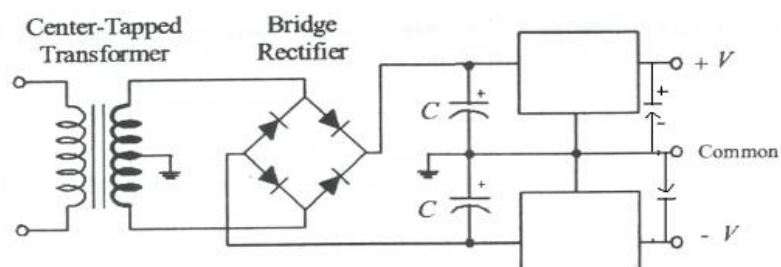 Center-Tapped
Transformer
Bridge
Rectifier
+ V
+
+
C
-
Common
+
C
- V